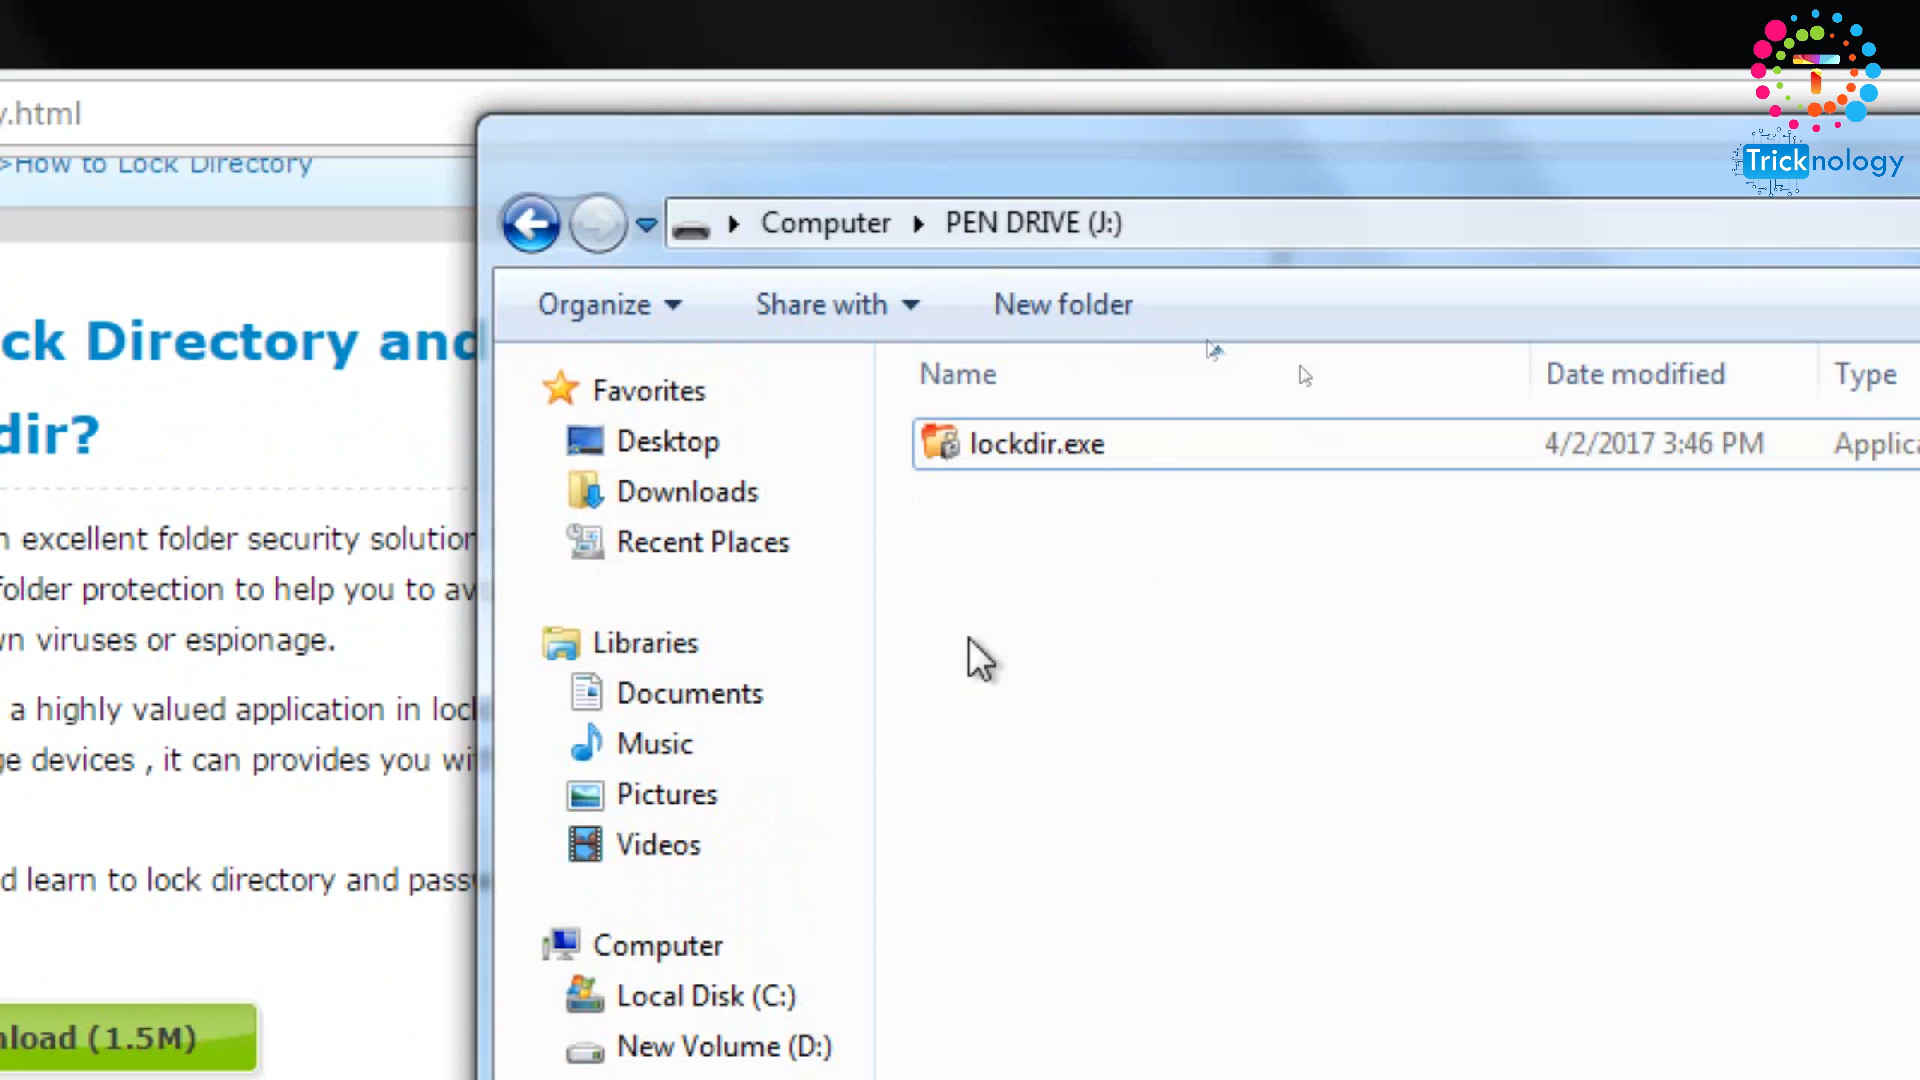 Tricknology
y.html
>How to Lock Directory
ck Directory and
dir?
n excellent folder security solution
folder protection to help you to av
wn viruses or espionage.
a highly valued application in loc
ge devices , it can provides you wi
d learn to lock directory and pass
nload (1.5M)
Computer PEN DRIVE (J:)
Organize Share with New folder
Name Date modified Type
lockdir.exe 4/2/2017 3:46 PM Applica
Favorites
Desktop
Downloads
Recent Places
Libraries
Documents
Music
Pictures
Videos
Computer
Local Disk (C:)
New Volume (D:)